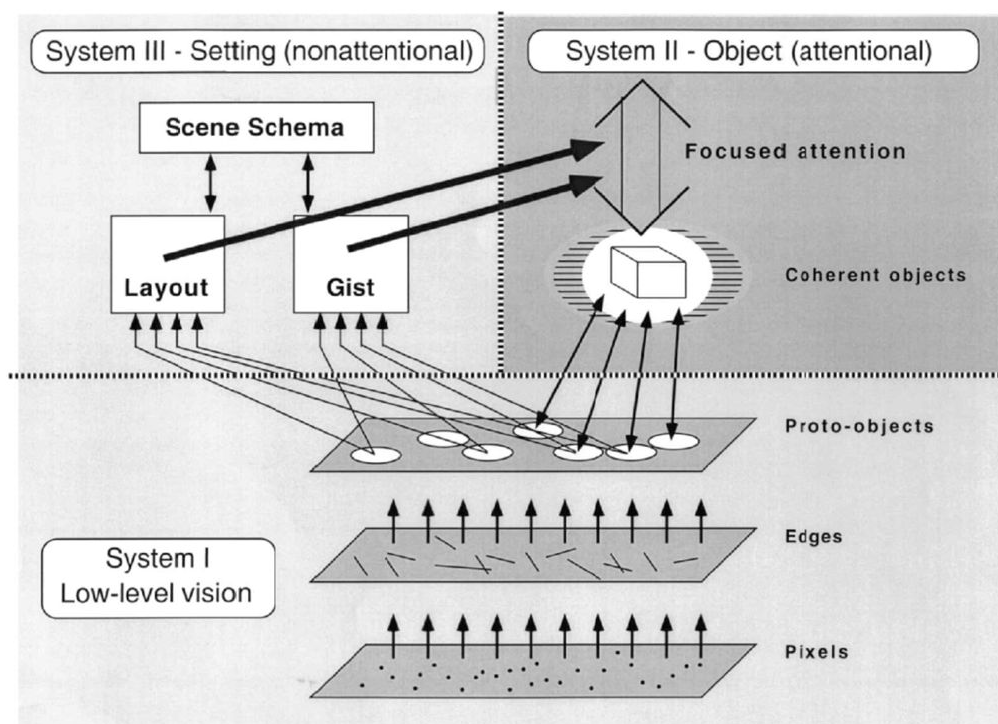 System III - Setting (nonattentional)
System II - Object (attentional)
Scene Schema
Focused attention
Layout
Gist
Coherent objects
Proto-objects
Edges
System I
Low-level vision
Pixels